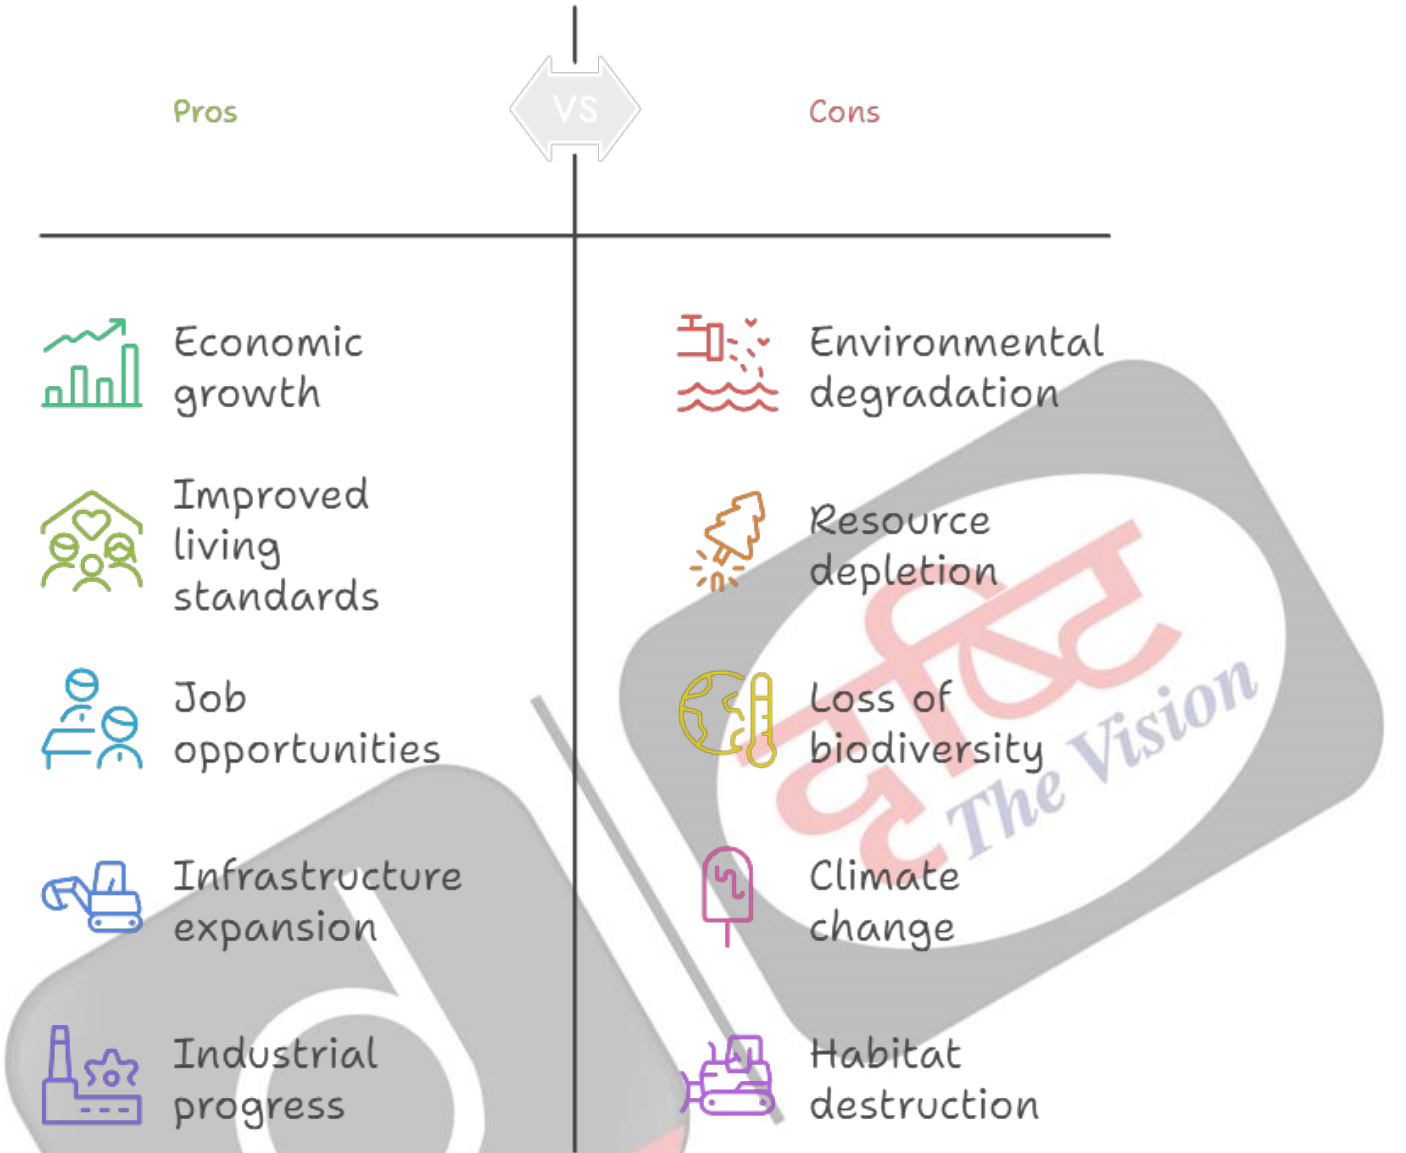 Pros
VS
Cons
Economic
growth
Environmental
degradation
Improved
living
standards
Resource
depletion
Job
opportunities
Loss of
biodiversity
Infrastructure
expansion
Climate
change
Industrial
progress
Habitat
destruction
दृष्टि
The Vision